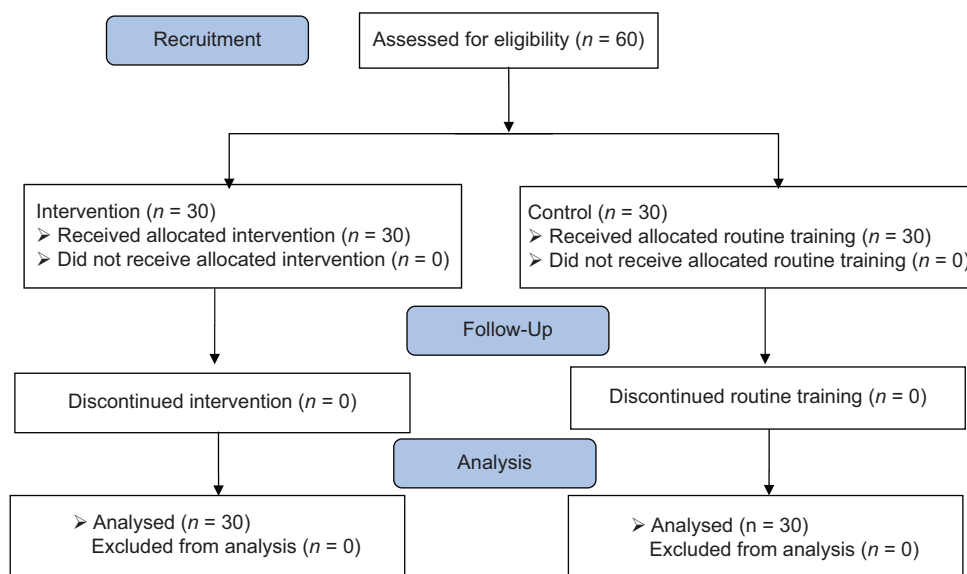 Recruitment
Assessed for eligibility (n = 60)
Intervention (n = 30)
➢ Received allocated intervention (n = 30)
➢ Did not receive allocated intervention (n = 0)
Control (n = 30)
➢ Received allocated routine training (n = 30)
➢ Did not receive allocated routine training (n = 0)
Follow-Up
Discontinued intervention (n = 0)
Discontinued routine training (n = 0)
Analysis
➢ Analysed (n = 30)
Excluded from analysis (n = 0)
➢ Analysed (n = 30)
Excluded from analysis (n = 0)